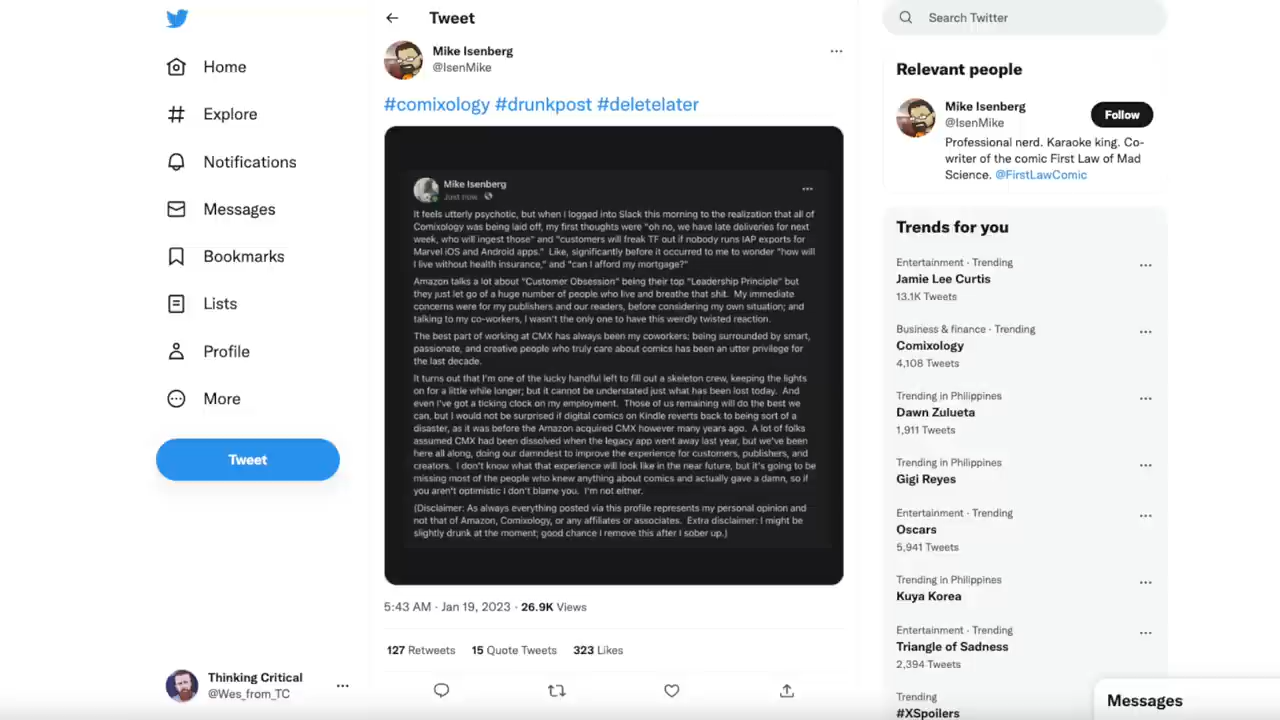 Home
Explore
Notifications
Messages
Bookmarks
Lists
Profile
More
Tweet
Thinking Critical
@Wes_from_TC
Tweet
Mike Isenberg
@IsenMike
#comixology #drunkpost #deletelater
Mike Isenberg
Just now
It feels utterly psychotic, but when I logged into Slack this morning to the realization that all of
Comixology was being laid off, my first thoughts were "oh no, we have late deliveries for next
week, who will ingest those" and "customers will freak TF out if nobody runs IAP exports for
Marvel iOS and Android apps." Like, significantly before it occurred to me to wonder "how will
I live without health insurance," and "can I afford my mortgage?"
Amazon talks a lot about "Customer Obsession" being their top "Leadership Principle" but
they just let go of a huge number of people who live and breathe that shit. My immediate
concerns were for my publishers and our readers, before considering my own situation; and
talking to my co-workers, I wasn't the only one to have this weirdly twisted reaction.
The best part of working at CMX has always been my coworkers; being surrounded by smart,
passionate, and creative people who truly care about comics has been an utter privilege for
the last decade.
It turns out that I'm one of the lucky handful left to fill out a skeleton crew, keeping the lights
on for a little while longer; but it cannot be understated just what has been lost today. And
even I've got a ticking clock on my employment. Those of us remaining will do the best we
can, but I would not be surprised if digital comics on Kindle reverts back to being sort of a
disaster, as it was before the Amazon acquired CMX however many years ago. A lot of folks
assumed CMX had been dissolved when the legacy app went away last year, but we've been
here all along, doing our damndest to improve the experience for customers, publishers, and
creators. I don't know what that experience will look like in the near future, but it's going to be
missing most of the people who knew anything about comics and actually gave a damn, so if
you aren't optimistic I don't blame you. I'm not either.
(Disclaimer: As always everything posted via this profile represents my personal opinion and
not that of Amazon, Comixology, or any affiliates or associates. Extra disclaimer: I might be
slightly drunk at the moment; good chance I remove this after I sober up.)
5:43 AM · Jan 19, 2023 · 26.9K Views
127 Retweets 15 Quote Tweets 323 Likes
Search Twitter
Relevant people
Mike Isenberg
@IsenMike
Follow
Professional nerd. Karaoke king. Co-
writer of the comic First Law of Mad
Science. @FirstLawComic
Trends for you
Entertainment · Trending
Jamie Lee Curtis
13.1K Tweets
Business & finance · Trending
Comixology
4,108 Tweets
Trending in Philippines
Dawn Zulueta
1,911 Tweets
Trending in Philippines
Gigi Reyes
Entertainment · Trending
Oscars
5,941 Tweets
Trending in Philippines
Kuya Korea
Entertainment · Trending
Triangle of Sadness
2,394 Tweets
Trending
#XSpoilers
Messages